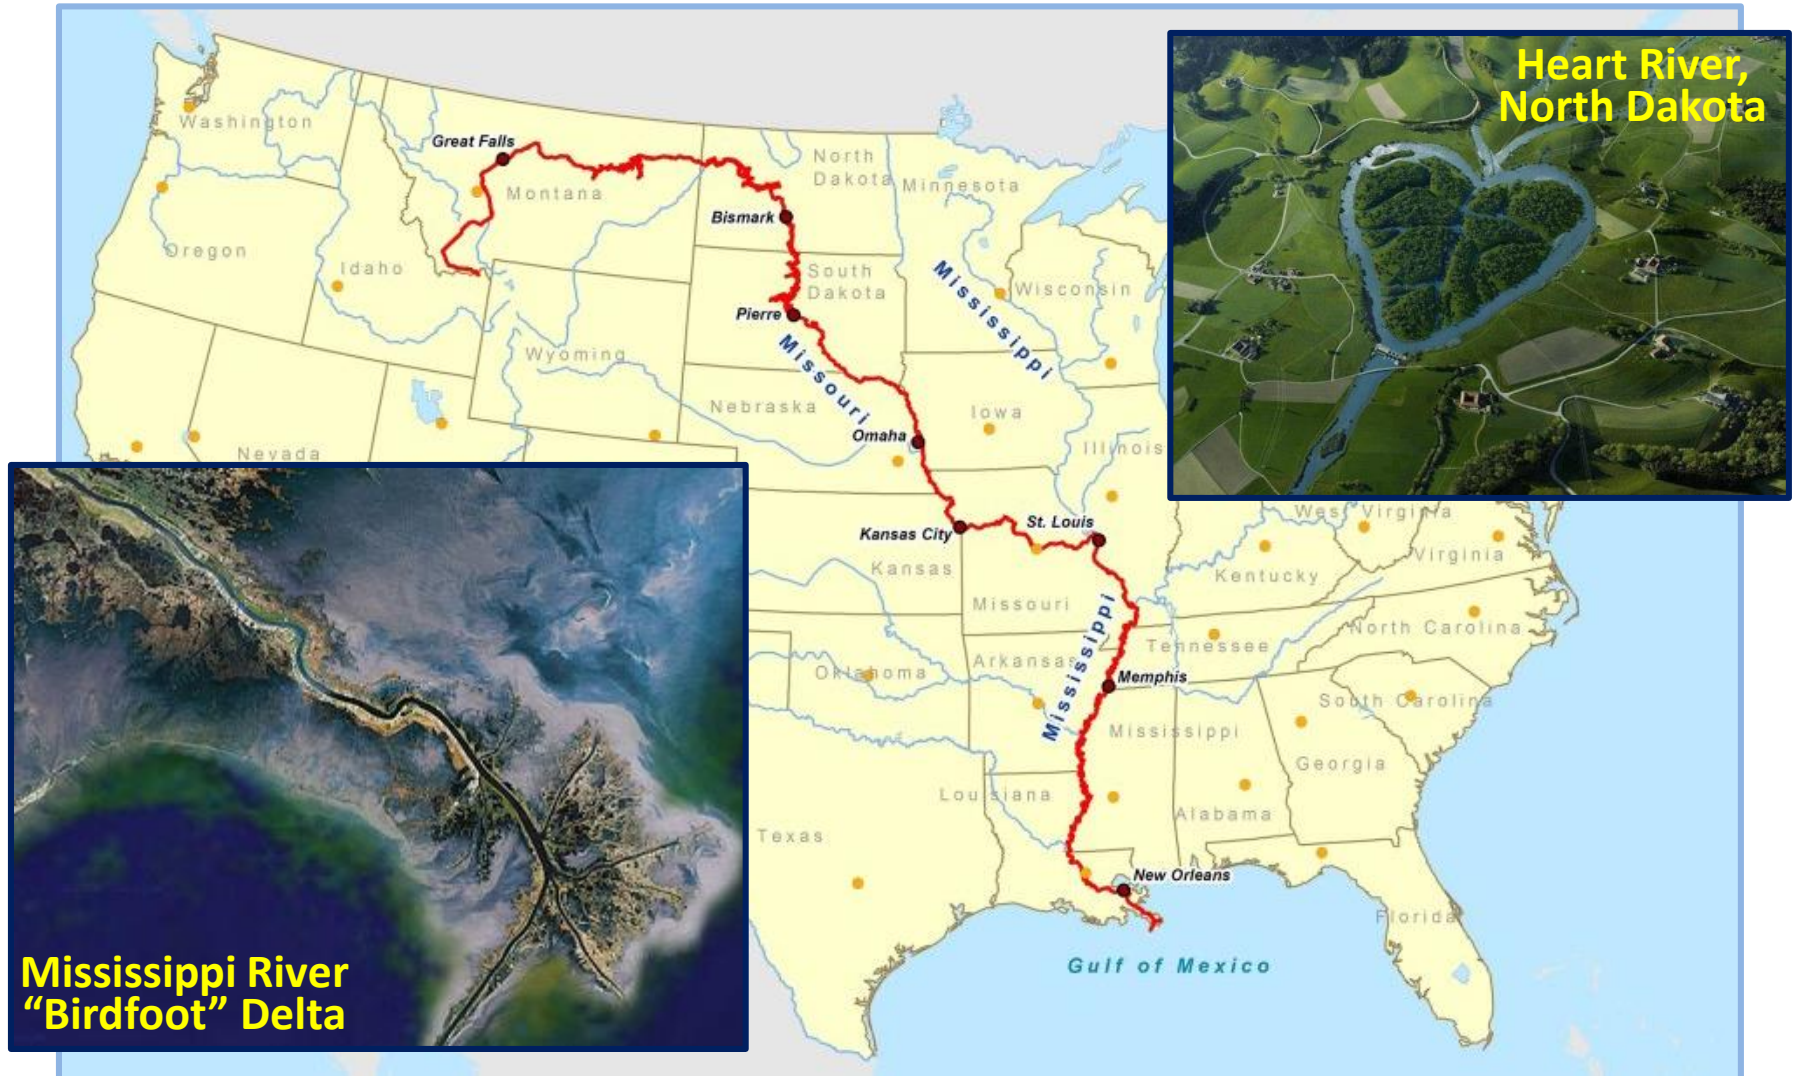 Heart River,
North Dakota
Washington
Great Falls
Montana
North
Dakota
Minnesota
Bismark
Oregon
Idaho
South
Dakota
Mississippi
Wisconsin
Pierre
Wyoming
Missouri
Nebraska
Iowa
Omaha
Illinois
Nevada
St. Louis
Kansas City
West Virginia
Virginia
Kansas
Kentucky
Missouri
Mississippi
North Carolina
Tennessee
Arkansas
Oklahoma
Memphis
South Carolina
Mississippi
Georgia
Louisiana
Alabama
Texas
New Orleans
Florida
Gulf of Mexico
Mississippi River
“Birdfoot” Delta